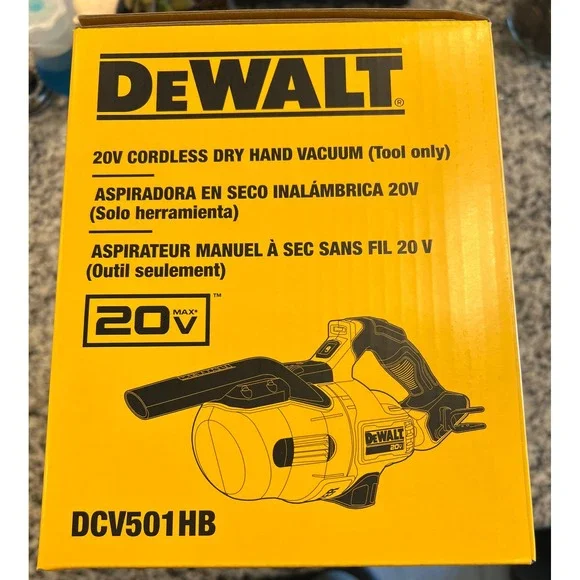 DEWALT®
20V CORDLESS DRY HAND VACUUM (Tool only)
ASPIRADORA EN SECO INALÁMBRICA 20V
(Solo herramienta)
ASPIRATEUR MANUEL À SEC SANS FIL 20 V
(Outil seulement)
20V MAX* ™
DEWALT
20V
DCV501HB